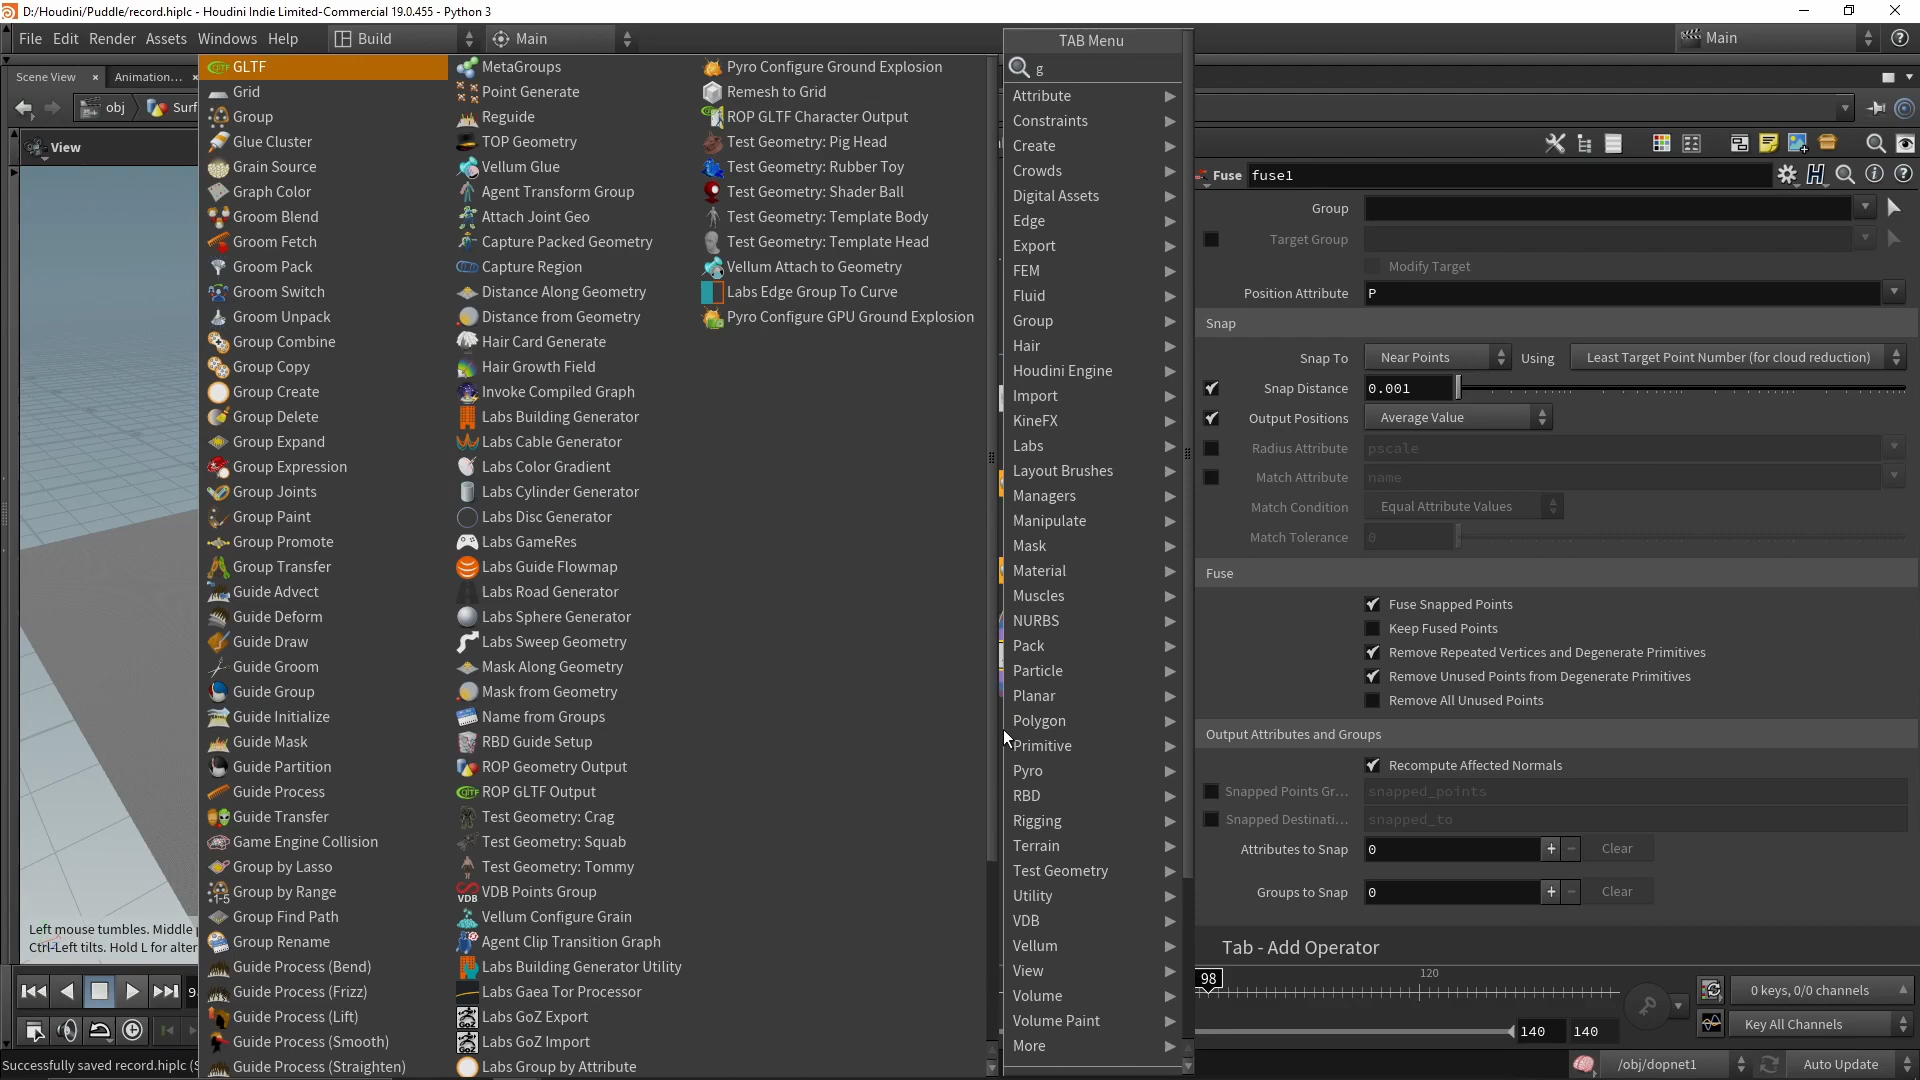 D:/Houdini/Puddle/record.hiplc - Houdini Indie Limited-Commercial 19.0.455 - Python 3
File Edit Render Assets Windows Help
Build
Main
Main
Scene View
Animation...
obj
Surf
View
Left mouse tumbles. Middle
Ctrl-Left tilts. Hold L for alter
GLTF
Grid
Group
Glue Cluster
Grain Source
Graph Color
Groom Blend
Groom Fetch
Groom Pack
Groom Switch
Groom Unpack
Group Combine
Group Copy
Group Create
Group Delete
Group Expand
Group Expression
Group Joints
Group Paint
Group Promote
Group Transfer
Guide Advect
Guide Deform
Guide Draw
Guide Groom
Guide Group
Guide Initialize
Guide Mask
Guide Partition
Guide Process
Guide Transfer
Game Engine Collision
Group by Lasso
Group by Range
Group Find Path
Group Rename
Guide Process (Bend)
Guide Process (Frizz)
Guide Process (Lift)
Guide Process (Smooth)
Guide Process (Straighten)
MetaGroups
Point Generate
Reguide
TOP Geometry
Vellum Glue
Agent Transform Group
Attach Joint Geo
Capture Packed Geometry
Capture Region
Distance Along Geometry
Distance from Geometry
Hair Card Generate
Hair Growth Field
Invoke Compiled Graph
Labs Building Generator
Labs Cable Generator
Labs Color Gradient
Labs Cylinder Generator
Labs Disc Generator
Labs GameRes
Labs Guide Flowmap
Labs Road Generator
Labs Sphere Generator
Labs Sweep Geometry
Mask Along Geometry
Mask from Geometry
Name from Groups
RBD Guide Setup
ROP Geometry Output
ROP GLTF Output
Test Geometry: Crag
Test Geometry: Squab
Test Geometry: Tommy
VDB Points Group
Vellum Configure Grain
Agent Clip Transition Graph
Labs Building Generator Utility
Labs Gaea Tor Processor
Labs GoZ Export
Labs GoZ Import
Labs Group by Attribute
Pyro Configure Ground Explosion
Remesh to Grid
ROP GLTF Character Output
Test Geometry: Pig Head
Test Geometry: Rubber Toy
Test Geometry: Shader Ball
Test Geometry: Template Body
Test Geometry: Template Head
Vellum Attach to Geometry
Labs Edge Group To Curve
Pyro Configure GPU Ground Explosion
TAB Menu
g
Attribute
Constraints
Create
Crowds
Digital Assets
Edge
Export
FEM
Fluid
Group
Hair
Houdini Engine
Import
KineFX
Labs
Layout Brushes
Managers
Manipulate
Mask
Material
Muscles
NURBS
Pack
Particle
Planar
Polygon
Primitive
Pyro
RBD
Rigging
Terrain
Test Geometry
Utility
VDB
Vellum
View
Volume
Volume Paint
More
Fuse fuse1
Group
Target Group
Modify Target
Position Attribute P
Snap
Snap To Near Points Using Least Target Point Number (for cloud reduction)
Snap Distance 0.001
Output Positions Average Value
Radius Attribute pscale
Match Attribute name
Match Condition Equal Attribute Values
Match Tolerance 0
Fuse
Fuse Snapped Points
Keep Fused Points
Remove Repeated Vertices and Degenerate Primitives
Remove Unused Points from Degenerate Primitives
Remove All Unused Points
Output Attributes and Groups
Recompute Affected Normals
Snapped Points Gr... snapped_points
Snapped Destinati... snapped_to
Attributes to Snap 0 + - Clear
Groups to Snap 0 + - Clear
Tab - Add Operator
98
120
0 keys, 0/0 channels
140 140
Key All Channels
Successfully saved record.hiplc
/obj/dopnet1
Auto Update